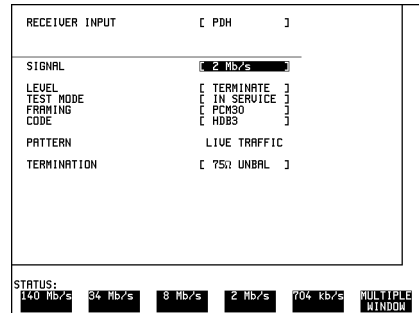 RECEIVER INPUT [ PDH ]
SIGNAL [ 2 Mb/s ]
LEVEL [ TERMINATE ]
TEST MODE [ IN SERVICE ]
FRAMING [ PCM30 ]
CODE [ HDB3 ]
PATTERN LIVE TRAFFIC
TERMINATION [ 75Ω UNBAL ]
STATUS:
140 Mb/s 34 Mb/s 8 Mb/s 2 Mb/s 704 kb/s MULTIPLE
WINDOW